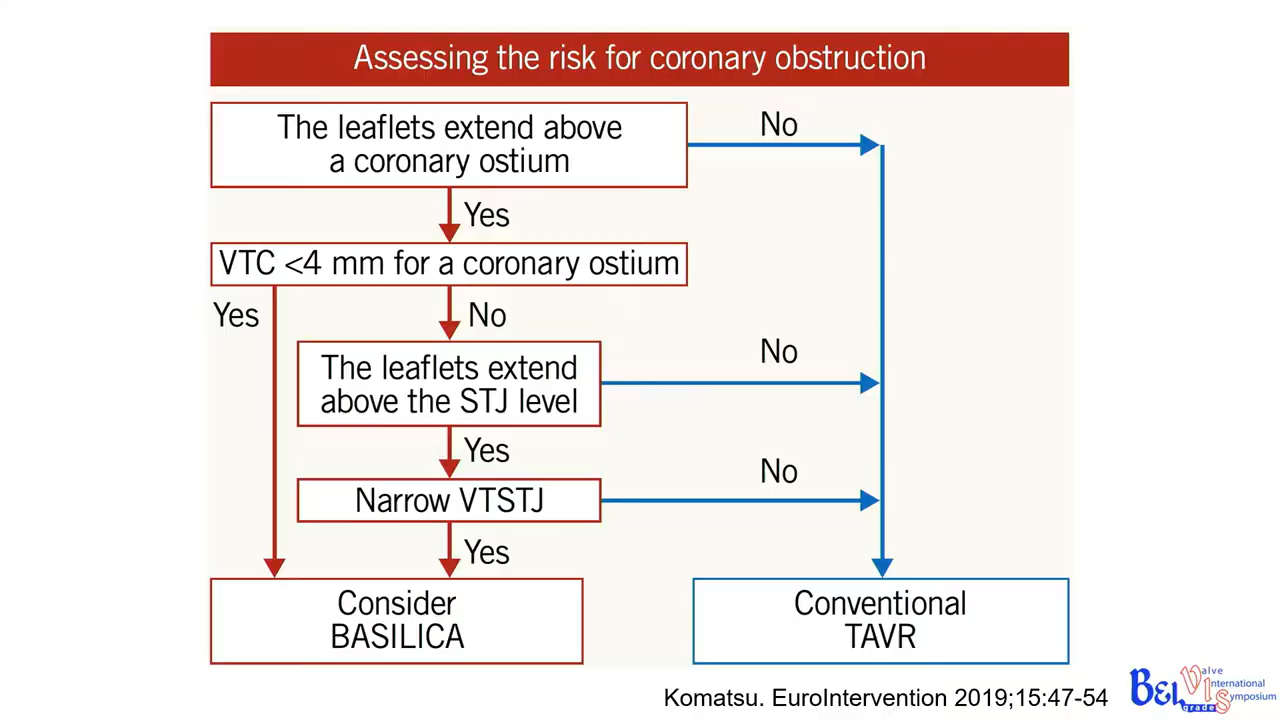 Assessing the risk for coronary obstruction
The leaflets extend above
a coronary ostium
No
Yes
VTC <4 mm for a coronary ostium
Yes
No
The leaflets extend
above the STJ level
No
Yes
Narrow VTSTJ
No
Yes
Consider
BASILICA
Conventional
TAVR
Komatsu. EuroIntervention 2019;15:47-54
BEL
grade
Valve
International
Symposium